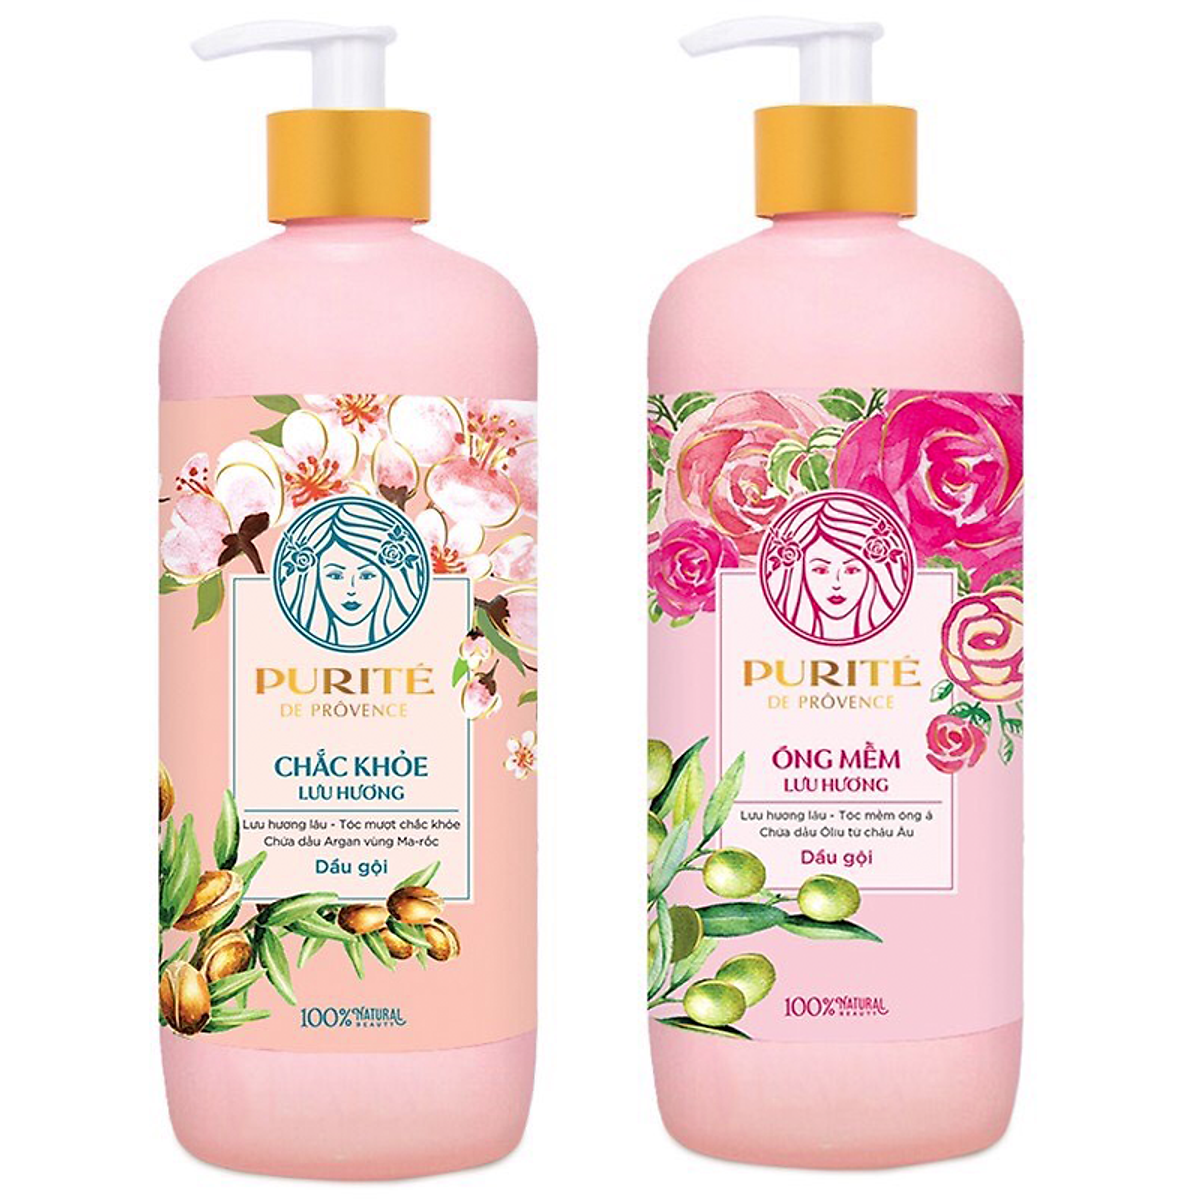 PURITÉ
DE PRÔVENCE
CHẮC KHỎE
LƯU HƯƠNG
Lưu hương lâu - Tóc mượt chắc khỏe
Chứa dầu Argan vùng Ma-rốc
Dầu gội
100% NATURAL
BEAUTY
PURITÉ
DE PRÔVENCE
ÓNG MỀM
LƯU HƯƠNG
Lưu hương lâu - Tóc mềm óng ả
Chứa dầu Ôliu từ châu Âu
Dầu gội
100% NATURAL
BEAUTY